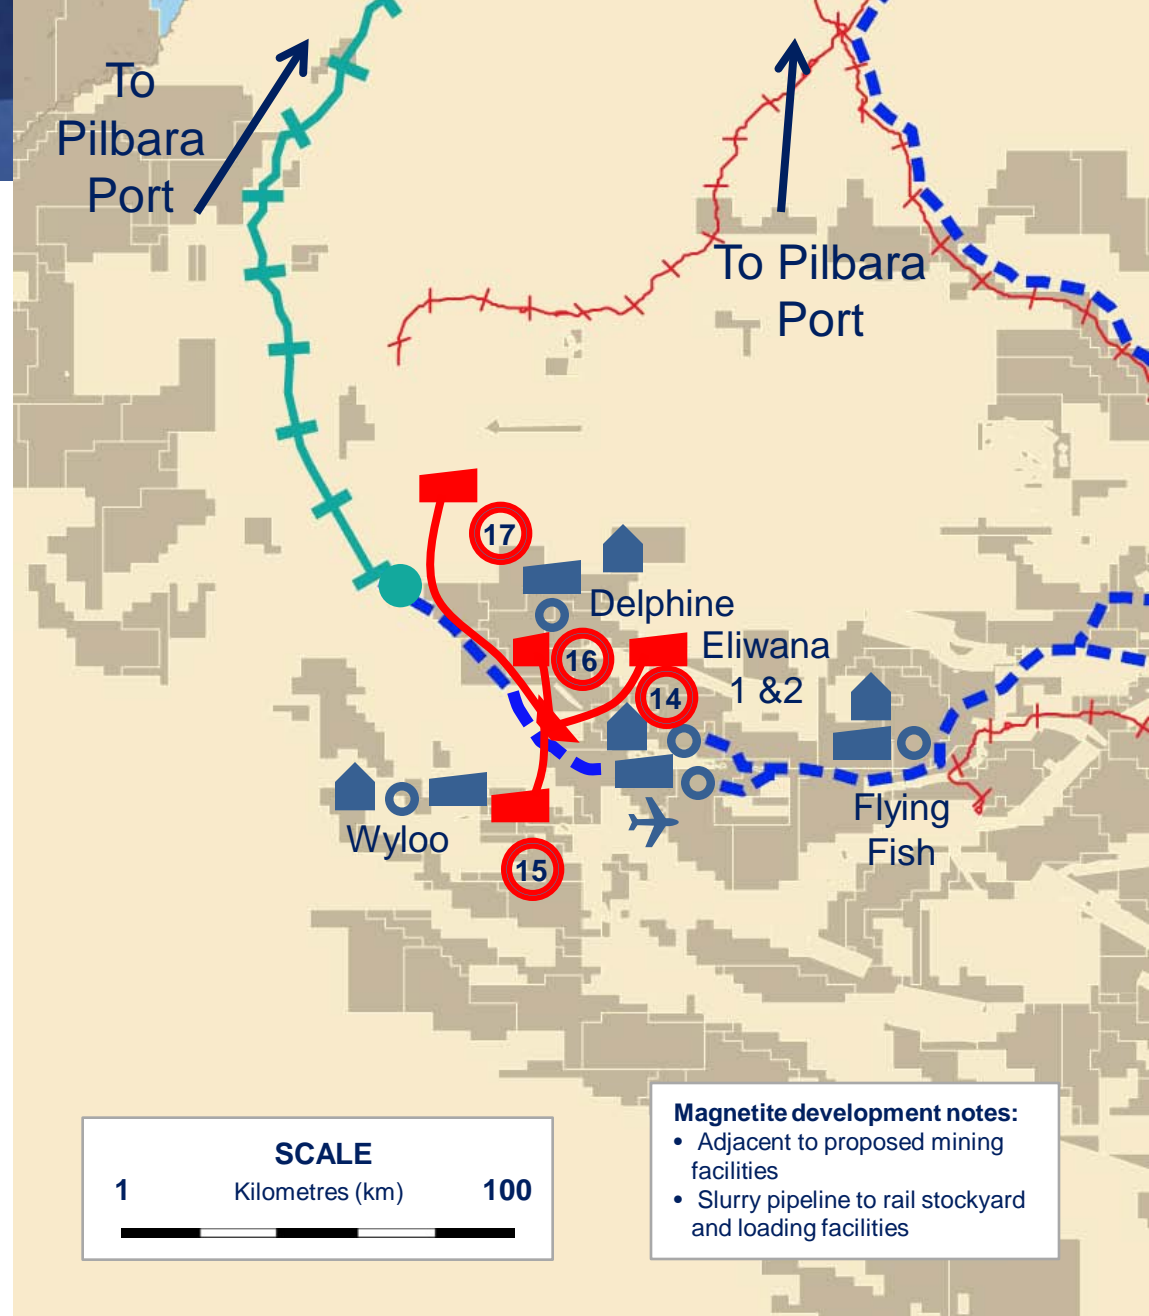 To
Pilbara
Port
To Pilbara
Port
17
Delphine
16
Eliwana
1 &2
14
Wyloo
15
Flying
Fish
SCALE
1 Kilometres (km) 100
Magnetite development notes:
• Adjacent to proposed mining
facilities
• Slurry pipeline to rail stockyard
and loading facilities